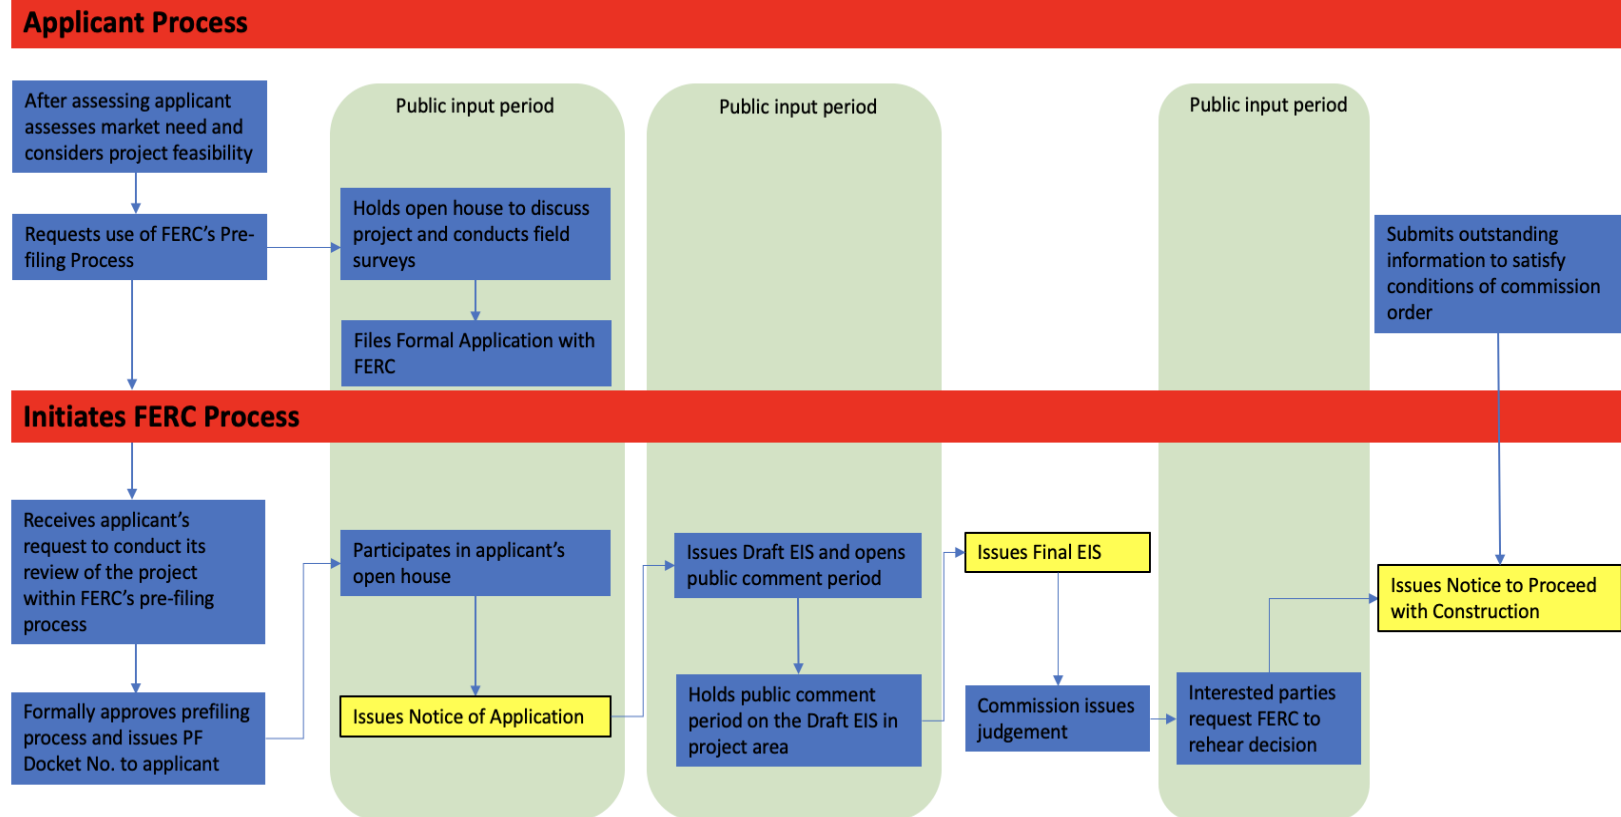 Applicant Process
After assessing applicant
assesses market need and
considers project feasibility
Requests use of FERC's Pre-
filing Process
Public input period
Holds open house to discuss
project and conducts field
surveys
Files Formal Application with
FERC
Public input period
Public input period
Submits outstanding
information to satisfy
conditions of commission
order
Initiates FERC Process
Receives applicant's
request to conduct its
review of the project
within FERC's pre-filing
process
Formally approves prefiling
process and issues PF
Docket No. to applicant
Participates in applicant's
open house
Issues Notice of Application
Issues Draft EIS and opens
public comment period
Holds public comment
period on the Draft EIS in
project area
Issues Final EIS
Commission issues
judgement
Interested parties
request FERC to
rehear decision
Issues Notice to Proceed
with Construction